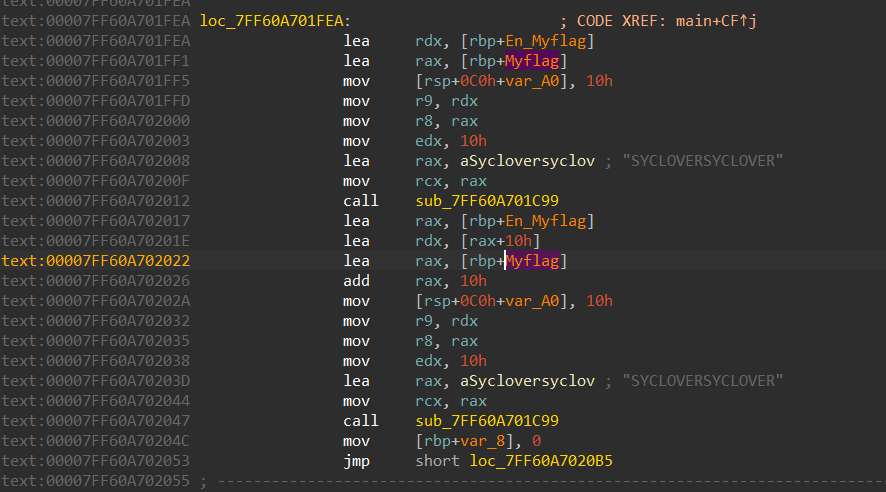 text:00007FF60A701FEA
text:00007FF60A701FEA loc_7FF60A701FEA: ; CODE XREF: main+CF↑j
text:00007FF60A701FEA lea rdx, [rbp+En_Myflag]
text:00007FF60A701FF1 lea rax, [rbp+Myflag]
text:00007FF60A701FF5 mov [rsp+0C0h+var_A0], 10h
text:00007FF60A701FFD mov r9, rdx
text:00007FF60A702000 mov r8, rax
text:00007FF60A702003 mov edx, 10h
text:00007FF60A702008 lea rax, aSycloversyclov ; "SYCLOVERSYCLOVER"
text:00007FF60A70200F mov rcx, rax
text:00007FF60A702012 call sub_7FF60A701C99
text:00007FF60A702017 lea rax, [rbp+En_Myflag]
text:00007FF60A70201E lea rdx, [rax+10h]
text:00007FF60A702022 lea rax, [rbp+Myflag]
text:00007FF60A702026 add rax, 10h
text:00007FF60A70202A mov [rsp+0C0h+var_A0], 10h
text:00007FF60A702032 mov r9, rdx
text:00007FF60A702035 mov r8, rax
text:00007FF60A702038 mov edx, 10h
text:00007FF60A70203D lea rax, aSycloversyclov ; "SYCLOVERSYCLOVER"
text:00007FF60A702044 mov rcx, rax
text:00007FF60A702047 call sub_7FF60A701C99
text:00007FF60A70204C mov [rbp+var_8], 0
text:00007FF60A702053 jmp short loc_7FF60A7020B5
text:00007FF60A702055 ; ---------------------------------------------------------------------------